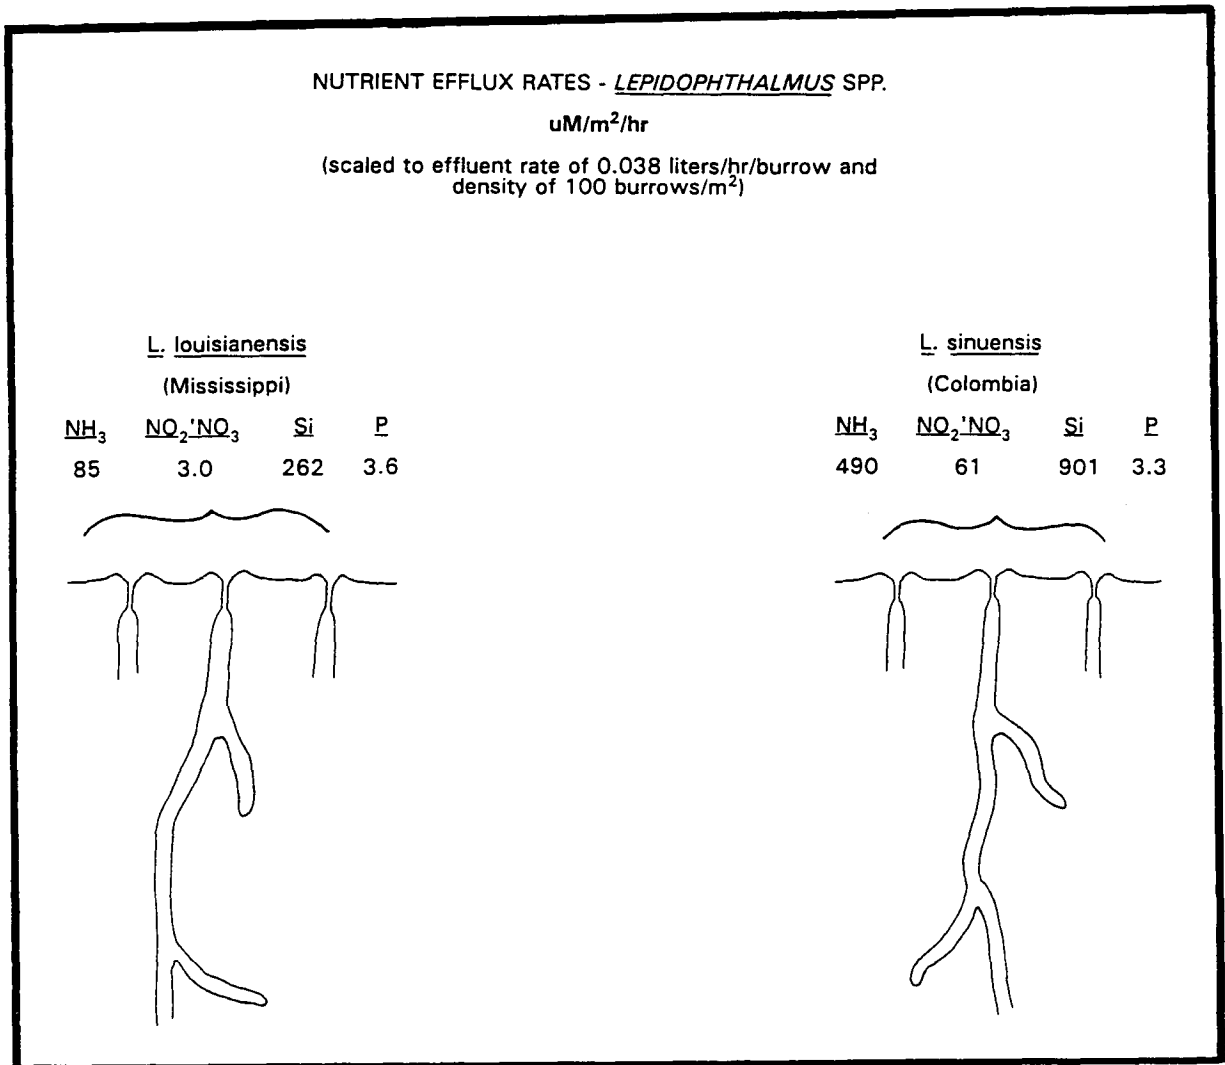 NUTRIENT EFFLUX RATES - LEPIDOPHTHALMUS SPP.
uM/m²/hr
(scaled to effluent rate of 0.038 liters/hr/burrow and
density of 100 burrows/m²)
L. louisianensis
(Mississippi)
NH₃ NO₂'NO₃ Si P
85 3.0 262 3.6
L. sinuensis
(Colombia)
NH₃ NO₂'NO₃ Si P
490 61 901 3.3